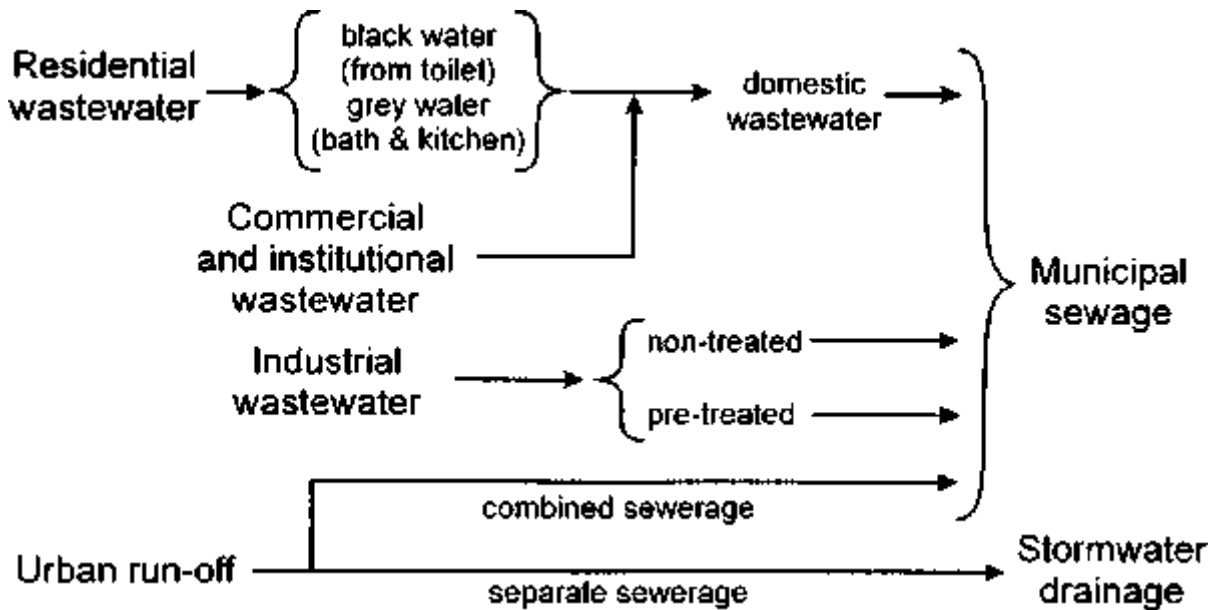 Residential
wastewater
black water
(from toilet)
grey water
(bath & kitchen)
domestic
wastewater
Commercial
and institutional
wastewater
Municipal
sewage
Industrial
wastewater
non-treated
pre-treated
combined sewerage
Urban run-off
separate sewerage
Stormwater
drainage